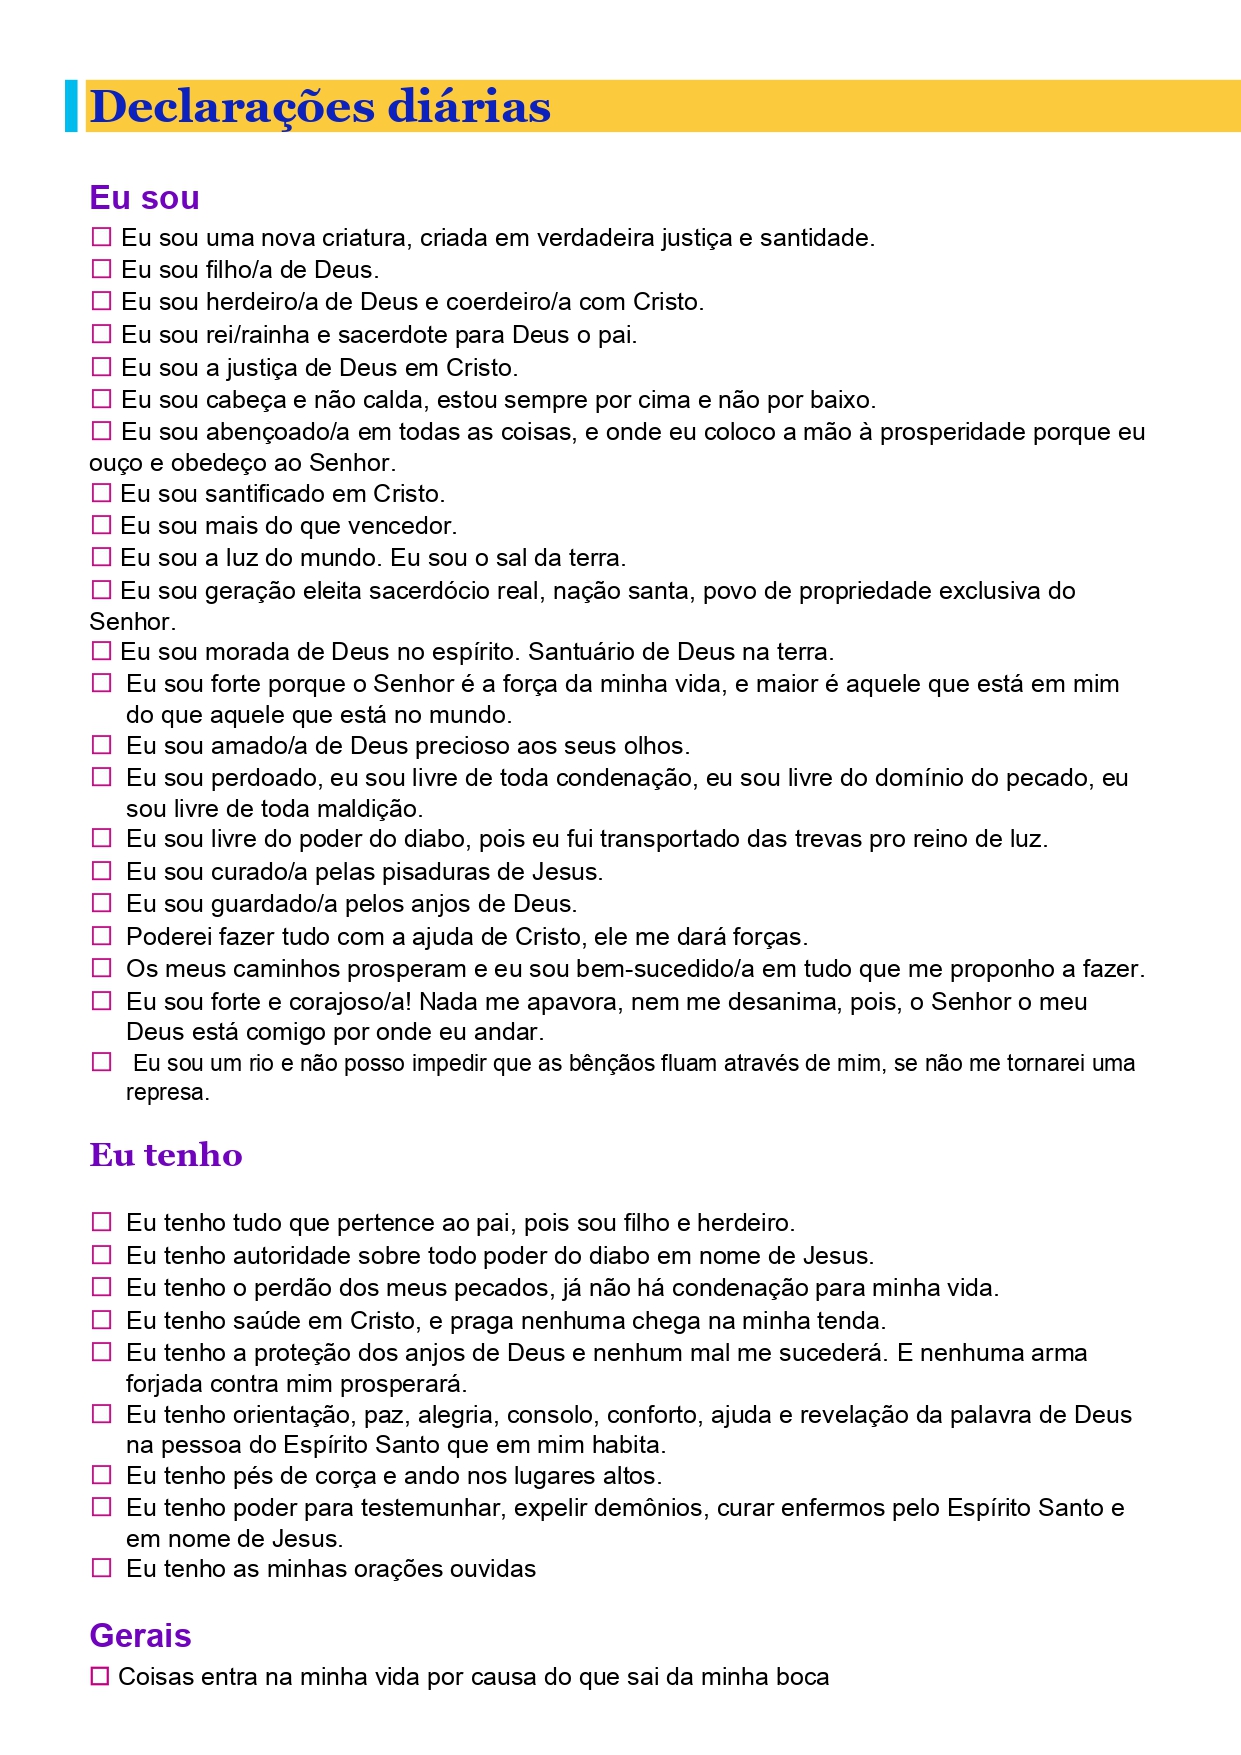 Declarações diárias
Eu sou
☐ Eu sou uma nova criatura, criada em verdadeira justiça e santidade.
☐ Eu sou filho/a de Deus.
☐ Eu sou herdeiro/a de Deus e coerdeiro/a com Cristo.
☐ Eu sou rei/rainha e sacerdote para Deus o pai.
☐ Eu sou a justiça de Deus em Cristo.
☐ Eu sou cabeça e não calda, estou sempre por cima e não por baixo.
☐ Eu sou abençoado/a em todas as coisas, e onde eu coloco a mão à prosperidade porque eu
ouço e obedeço ao Senhor.
☐ Eu sou santificado em Cristo.
☐ Eu sou mais do que vencedor.
☐ Eu sou a luz do mundo. Eu sou o sal da terra.
☐ Eu sou geração eleita sacerdócio real, nação santa, povo de propriedade exclusiva do
Senhor.
☐ Eu sou morada de Deus no espírito. Santuário de Deus na terra.
☐ Eu sou forte porque o Senhor é a força da minha vida, e maior é aquele que está em mim
do que aquele que está no mundo.
☐ Eu sou amado/a de Deus precioso aos seus olhos.
☐ Eu sou perdoado, eu sou livre de toda condenação, eu sou livre do domínio do pecado, eu
sou livre de toda maldição.
☐ Eu sou livre do poder do diabo, pois eu fui transportado das trevas pro reino de luz.
☐ Eu sou curado/a pelas pisaduras de Jesus.
☐ Eu sou guardado/a pelos anjos de Deus.
☐ Poderei fazer tudo com a ajuda de Cristo, ele me dará forças.
☐ Os meus caminhos prosperam e eu sou bem-sucedido/a em tudo que me proponho a fazer.
☐ Eu sou forte e corajoso/a! Nada me apavora, nem me desanima, pois, o Senhor o meu
Deus está comigo por onde eu andar.
☐ Eu sou um rio e não posso impedir que as bênçãos fluam através de mim, se não me tornarei uma
represa.
Eu tenho
☐ Eu tenho tudo que pertence ao pai, pois sou filho e herdeiro.
☐ Eu tenho autoridade sobre todo poder do diabo em nome de Jesus.
☐ Eu tenho o perdão dos meus pecados, já não há condenação para minha vida.
☐ Eu tenho saúde em Cristo, e praga nenhuma chega na minha tenda.
☐ Eu tenho a proteção dos anjos de Deus e nenhum mal me sucederá. E nenhuma arma
forjada contra mim prosperará.
☐ Eu tenho orientação, paz, alegria, consolo, conforto, ajuda e revelação da palavra de Deus
na pessoa do Espírito Santo que em mim habita.
☐ Eu tenho pés de corça e ando nos lugares altos.
☐ Eu tenho poder para testemunhar, expelir demônios, curar enfermos pelo Espírito Santo e
em nome de Jesus.
☐ Eu tenho as minhas orações ouvidas
Gerais
☐ Coisas entra na minha vida por causa do que sai da minha boca